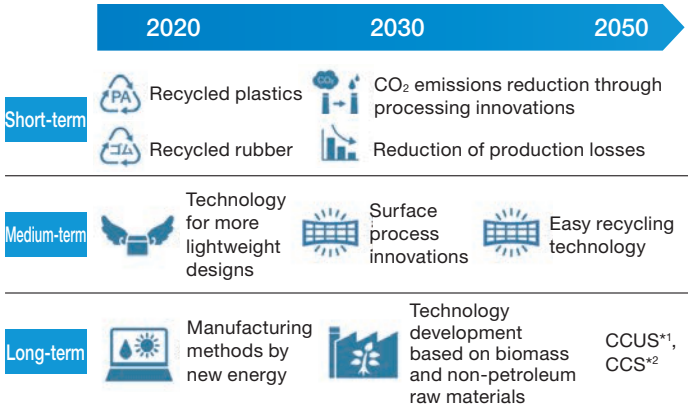 2020 2030 2050
Short-term
PA Recycled plastics
CO₂ CO₂ emissions reduction through
processing innovations
ゴム Recycled rubber
Reduction of production losses
Medium-term
Technology
for more
lightweight
designs
Surface
process
innovations
Easy recycling
technology
Long-term
Manufacturing
methods by
new energy
Technology
development
based on biomass
and non-petroleum
raw materials
CCUS*1,
CCS*2